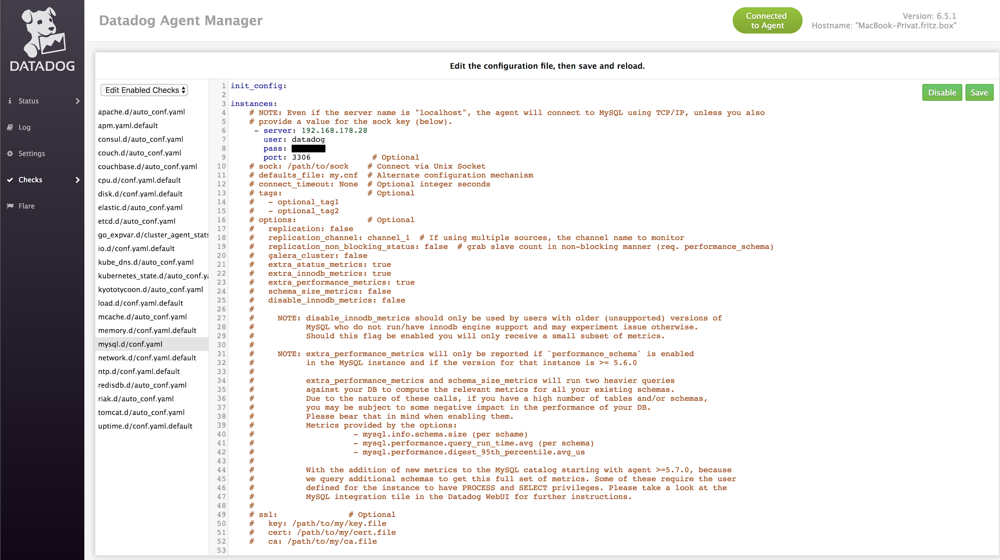 DATADOG
Status
Log
Settings
Checks
Flare
Datadog Agent Manager
Connected
to Agent
Version: 6.5.1
Hostname: "MacBook-Privat.fritz.box"
Edit the configuration file, then save and reload.
Edit Enabled Checks
apache.d/auto_conf.yaml
apm.yaml.default
consul.d/auto_conf.yaml
couch.d/auto_conf.yaml
couchbase.d/auto_conf.yaml
cpu.d/conf.yaml.default
disk.d/conf.yaml.default
elastic.d/auto_conf.yaml
etcd.d/auto_conf.yaml
go_expvar.d/cluster_agent_stats
io.d/conf.yaml.default
kube_dns.d/auto_conf.yaml
kubernetes_state.d/auto_conf.ya
kyototycoon.d/auto_conf.yaml
load.d/conf.yaml.default
mcache.d/auto_conf.yaml
memory.d/conf.yaml.default
mysql.d/conf.yaml
network.d/conf.yaml.default
ntp.d/conf.yaml.default
redisdb.d/auto_conf.yaml
riak.d/auto_conf.yaml
tomcat.d/auto_conf.yaml
uptime.d/conf.yaml.default
Disable Save
1 init_config:
2
3 instances:
4 # NOTE: Even if the server name is "localhost", the agent will connect to MySQL using TCP/IP, unless you also
5 # provide a value for the sock key (below).
6 - server: 192.168.178.28
7 user: datadog
8 pass:
9 port: 3306 # Optional
10 # sock: /path/to/sock # Connect via Unix Socket
11 # defaults_file: my.cnf # Alternate configuration mechanism
12 # connect_timeout: None # Optional integer seconds
13 # tags: # Optional
14 # - optional_tag1
15 # - optional_tag2
16 # options: # Optional
17 # replication: false
18 # replication_channel: channel_1 # If using multiple sources, the channel name to monitor
19 # replication_non_blocking_status: false # grab slave count in non-blocking manner (req. performance_schema)
20 # galera_cluster: false
21 # extra_status_metrics: true
22 # extra_innodb_metrics: true
23 # extra_performance_metrics: true
24 # schema_size_metrics: false
25 # disable_innodb_metrics: false
26 #
27 # NOTE: disable_innodb_metrics should only be used by users with older (unsupported) versions of
28 # MySQL who do not run/have innodb engine support and may experiment issue otherwise.
29 # Should this flag be enabled you will only receive a small subset of metrics.
30 #
31 # NOTE: extra_performance_metrics will only be reported if `performance_schema` is enabled
32 # in the MySQL instance and if the version for that instance is >= 5.6.0
33 #
34 # extra_performance_metrics and schema_size_metrics will run two heavier queries
35 # against your DB to compute the relevant metrics for all your existing schemas.
36 # Due to the nature of these calls, if you have a high number of tables and/or schemas,
37 # you may be subject to some negative impact in the performance of your DB.
38 # Please bear that in mind when enabling them.
39 # Metrics provided by the options:
40 # - mysql.info.schema.size (per schame)
41 # - mysql.performance.query_run_time.avg (per schema)
42 # - mysql.performance.digest_95th_percentile.avg_us
43 #
44 # With the addition of new metrics to the MySQL catalog starting with agent >=5.7.0, because
45 # we query additional schemas to get this full set of metrics. Some of these require the user
46 # defined for the instance to have PROCESS and SELECT privileges. Please take a look at the
47 # MySQL integration tile in the Datadog WebUI for further instructions.
48 #
49 # ssl: # Optional
50 # key: /path/to/my/key.file
51 # cert: /path/to/my/cert.file
52 # ca: /path/to/my/ca.file
53